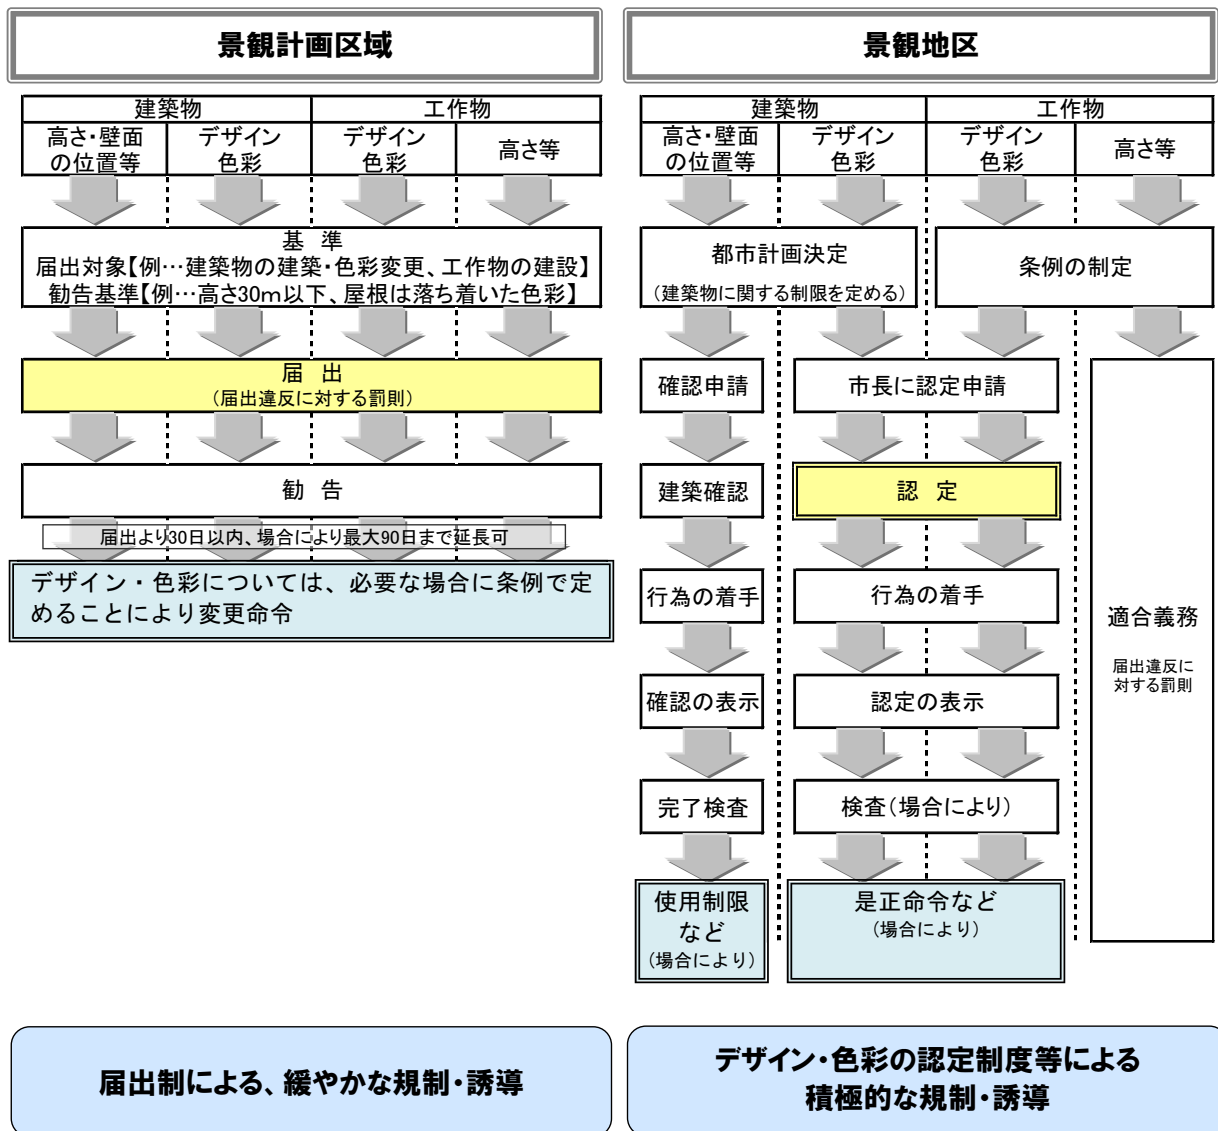 景観計画区域
建築物
工作物
高さ・壁面
の位置等
デザイン
色彩
デザイン
色彩
高さ等
基　準
届出対象【例…建築物の建築・色彩変更、工作物の建設】
勧告基準【例…高さ30ｍ以下、屋根は落ち着いた色彩】
届　出
（届出違反に対する罰則）
勧　告
届出より30日以内、場合により最大90日まで延長可
デザイン・色彩については、必要な場合に条例で定
めることにより変更命令
届出制による、緩やかな規制・誘導
景観地区
建築物
工作物
高さ・壁面
の位置等
デザイン
色彩
デザイン
色彩
高さ等
都市計画決定
（建築物に関する制限を定める）
条例の制定
確認申請
市長に認定申請
建築確認
認　定
行為の着手
行為の着手
確認の表示
認定の表示
完了検査
検査（場合により）
使用制限
など
（場合により）
是正命令など
（場合により）
適合義務
届出違反に
対する罰則
デザイン・色彩の認定制度等による
積極的な規制・誘導